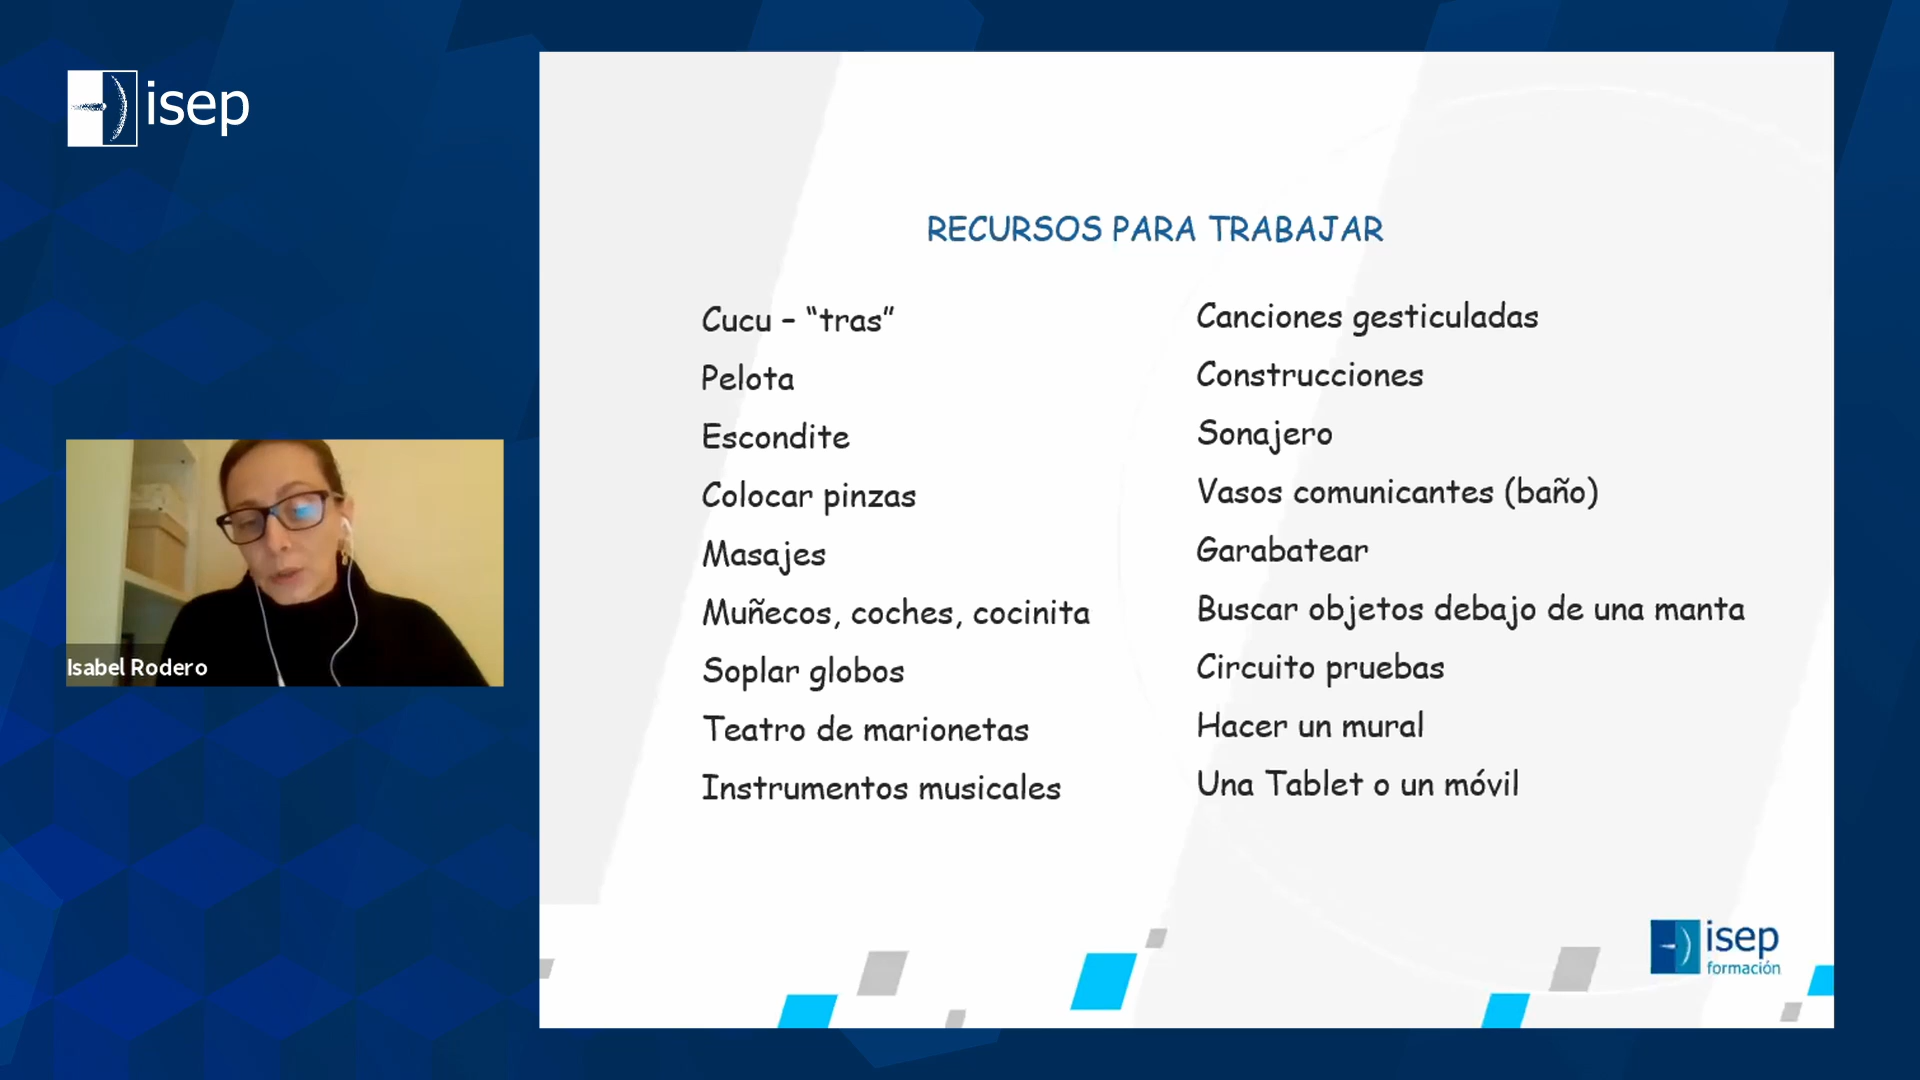 isep
RECURSOS PARA TRABAJAR
Cucu – “tras”
Pelota
Escondite
Colocar pinzas
Masajes
Muñecos, coches, cocinita
Soplar globos
Teatro de marionetas
Instrumentos musicales
Canciones gesticuladas
Construcciones
Sonajero
Vasos comunicantes (baño)
Garabatear
Buscar objetos debajo de una manta
Circuito pruebas
Hacer un mural
Una Tablet o un móvil
Isabel Rodero
isep
formación